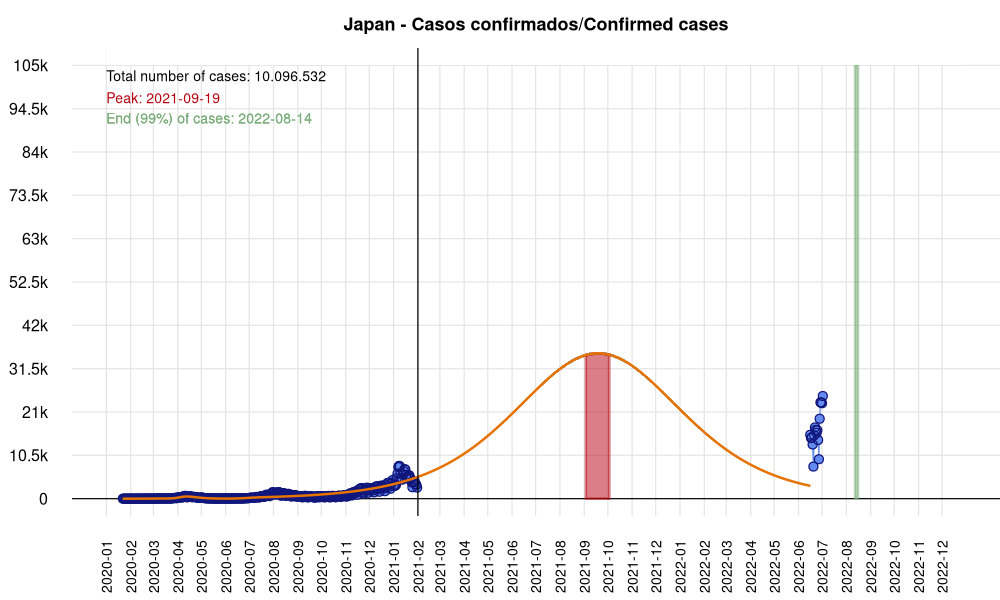 Japan - Casos confirmados/Confirmed cases
Total number of cases: 10.096.532
Peak: 2021-09-19
End (99%) of cases: 2022-08-14
105k
94.5k
84k
73.5k
63k
52.5k
42k
31.5k
21k
10.5k
0
2020-01
2020-02
2020-03
2020-04
2020-05
2020-06
2020-07
2020-08
2020-09
2020-10
2020-11
2020-12
2021-01
2021-02
2021-03
2021-04
2021-05
2021-06
2021-07
2021-08
2021-09
2021-10
2021-11
2021-12
2022-01
2022-02
2022-03
2022-04
2022-05
2022-06
2022-07
2022-08
2022-09
2022-10
2022-11
2022-12